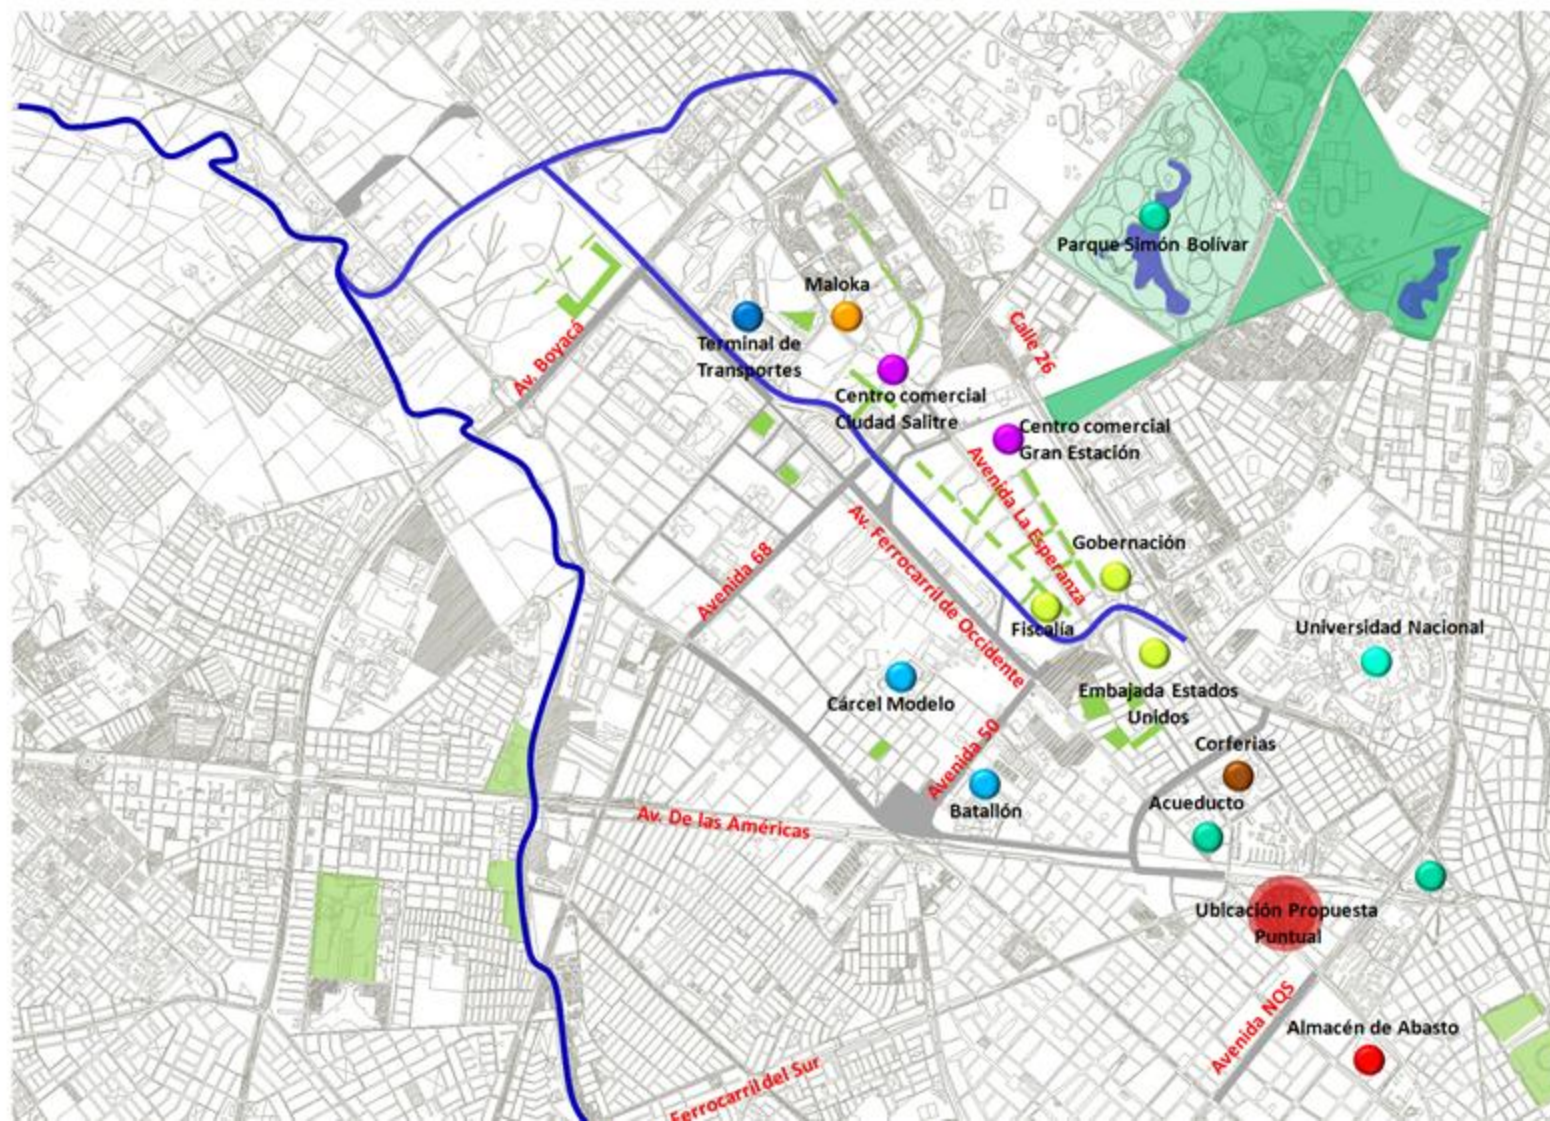 Parque Simón Bolívar
Maloka
Terminal de
Transportes
Calle 26
Av. Boyacá
Centro comercial
Ciudad Salitre
Centro comercial
Gran Estación
Avenida La Esperanza
Av. Ferrocarril de Occidente
Avenida 68
Gobernación
Fiscalía
Universidad Nacional
Embajada Estados
Unidos
Cárcel Modelo
Avenida 50
Corferias
Acueducto
Batallón
Av. De las Américas
Ubicación Propuesta
Puntual
Avenida NQS
Almacén de Abasto
Ferrocarril del Sur